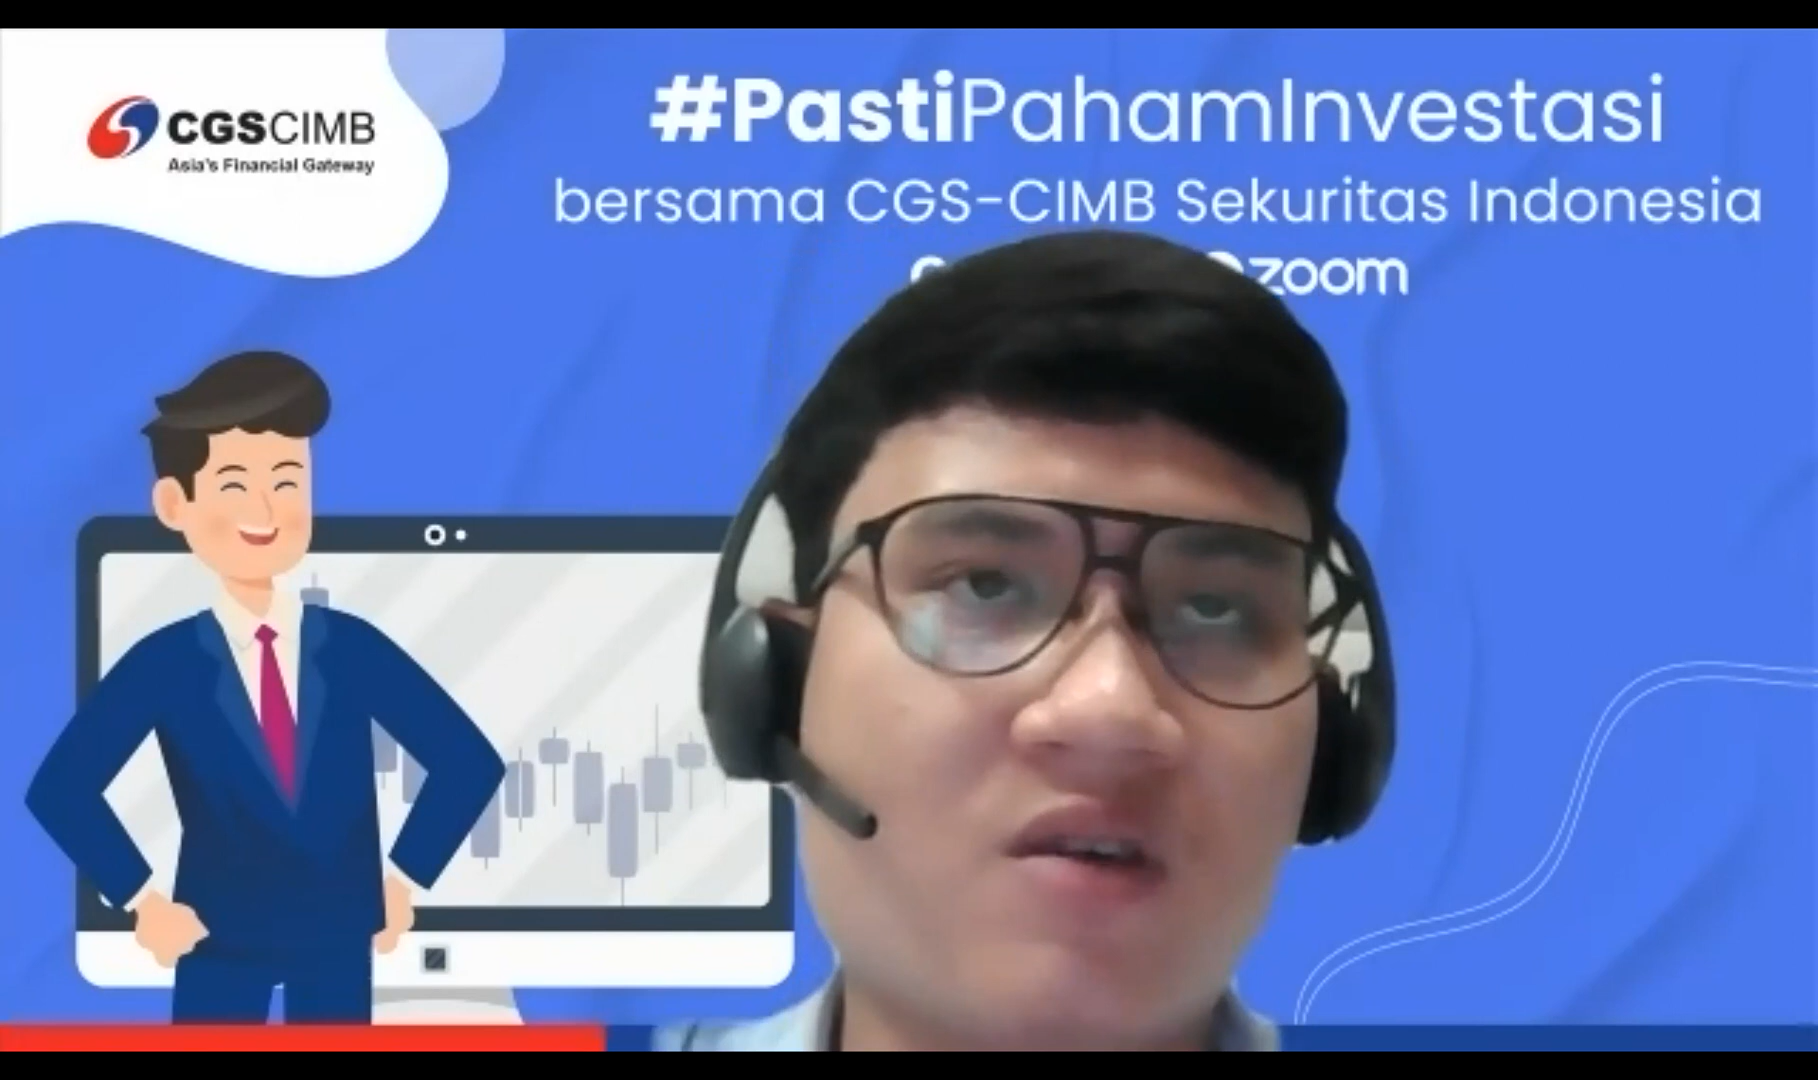 CGSCIMB
Asia's Financial Gateway
#PastiPahamInvestasi
bersama CGS-CIMB Sekuritas Indonesia
zoom